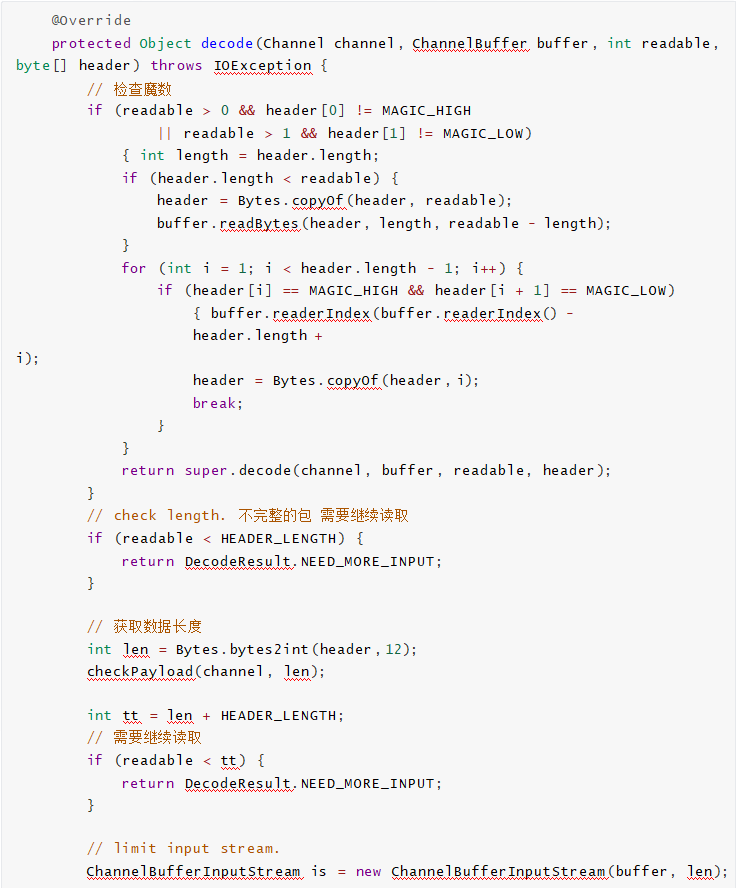 @Override
protected Object decode(Channel channel, ChannelBuffer buffer, int readable,
byte[] header) throws IOException {
// 检查魔数
if (readable > 0 && header[0] != MAGIC_HIGH
|| readable > 1 && header[1] != MAGIC_LOW)
{ int length = header.length;
if (header.length < readable) {
header = Bytes.copyOf(header, readable);
buffer.readBytes(header, length, readable - length);
}
for (int i = 1; i < header.length - 1; i++) {
if (header[i] == MAGIC_HIGH && header[i + 1] == MAGIC_LOW)
{ buffer.readerIndex(buffer.readerIndex() -
header.length +
i);
header = Bytes.copyOf(header, i);
break;
}
}
return super.decode(channel, buffer, readable, header);
}
// check length. 不完整的包 需要继续读取
if (readable < HEADER_LENGTH) {
return DecodeResult.NEED_MORE_INPUT;
}
// 获取数据长度
int len = Bytes.bytes2int(header, 12);
checkPayload(channel, len);
int tt = len + HEADER_LENGTH;
// 需要继续读取
if (readable < tt) {
return DecodeResult.NEED_MORE_INPUT;
}
// limit input stream.
ChannelBufferInputStream is = new ChannelBufferInputStream(buffer, len);